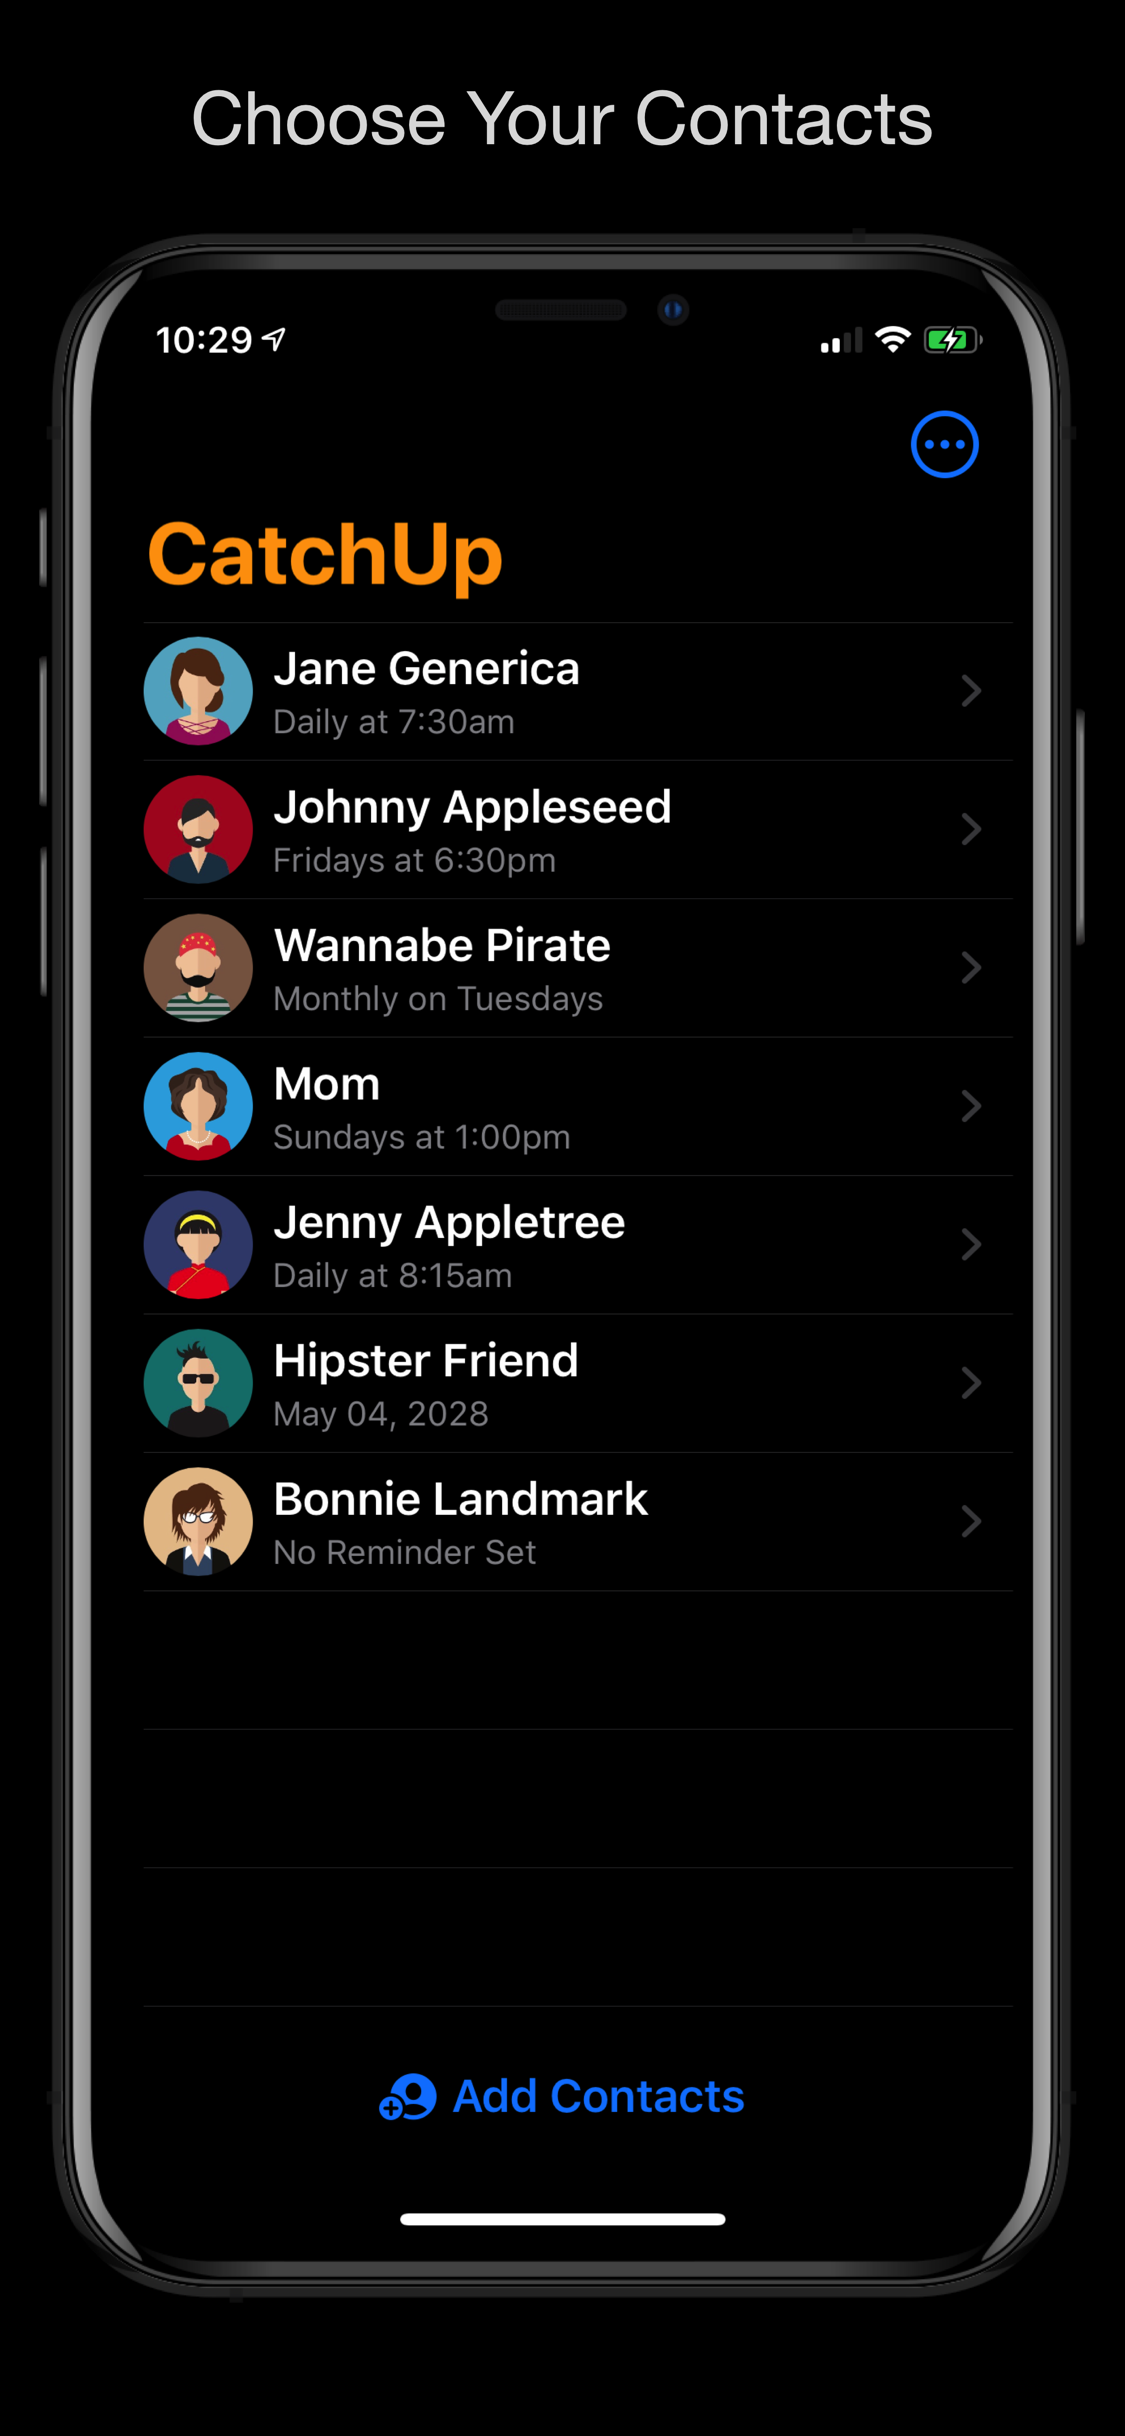 Choose Your Contacts
10:29
CatchUp
Jane Generica
Daily at 7:30am
Johnny Appleseed
Fridays at 6:30pm
Wannabe Pirate
Monthly on Tuesdays
Mom
Sundays at 1:00pm
Jenny Appletree
Daily at 8:15am
Hipster Friend
May 04, 2028
Bonnie Landmark
No Reminder Set
Add Contacts